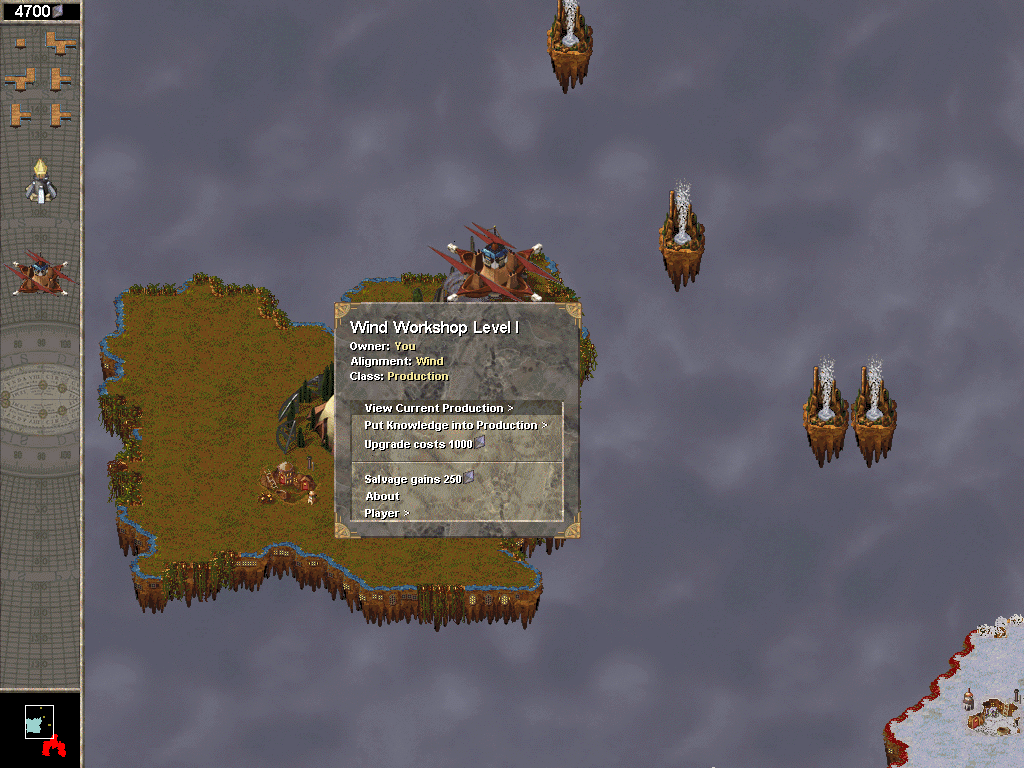 4700
Wind Workshop Level I
Owner: You
Alignment: Wind
Class: Production
View Current Production >
Put Knowledge into Production >
Upgrade costs 1000
Salvage gains 250
About
Player >